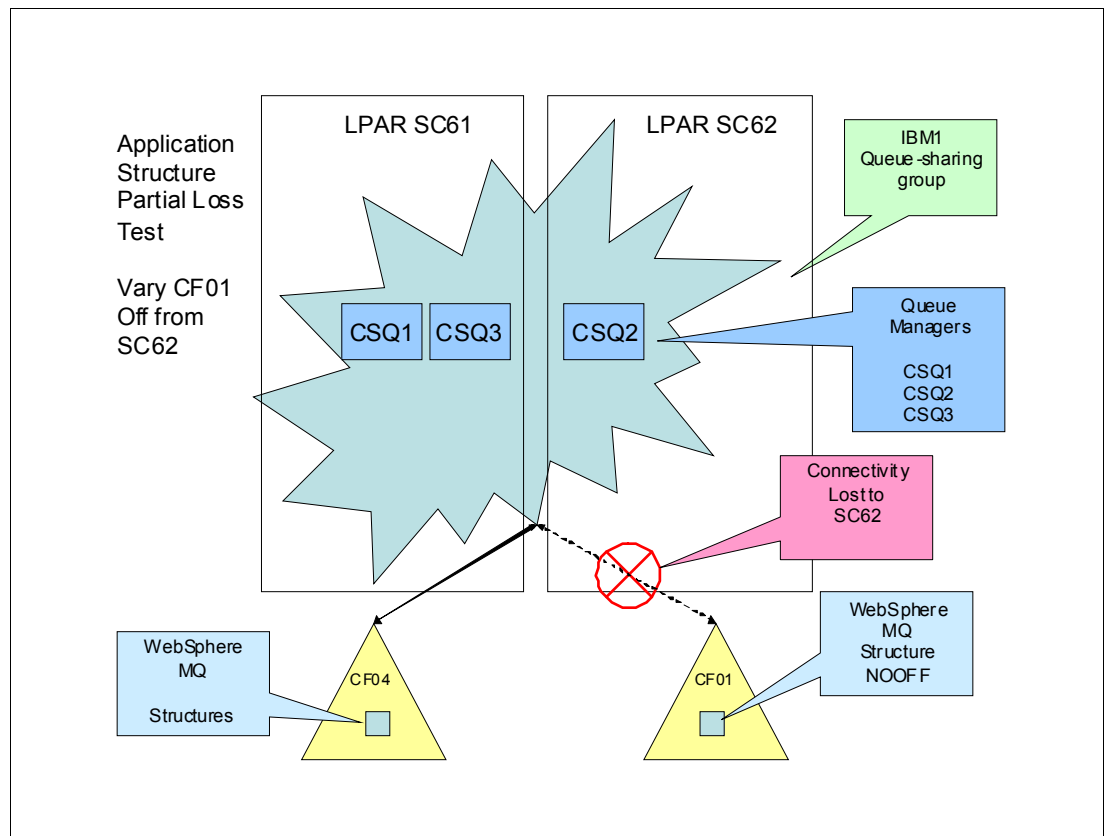 Application
Structure
Partial Loss
Test
Vary CF01
Off from
SC62
LPAR SC61
LPAR SC62
IBM1
Queue-sharing
group
CSQ1
CSQ3
CSQ2
Queue
Managers
CSQ1
CSQ2
CSQ3
Connectivity
Lost to
SC62
WebSphere
MQ
Structures
CF04
CF01
WebSphere
MQ
Structure
NOOFF